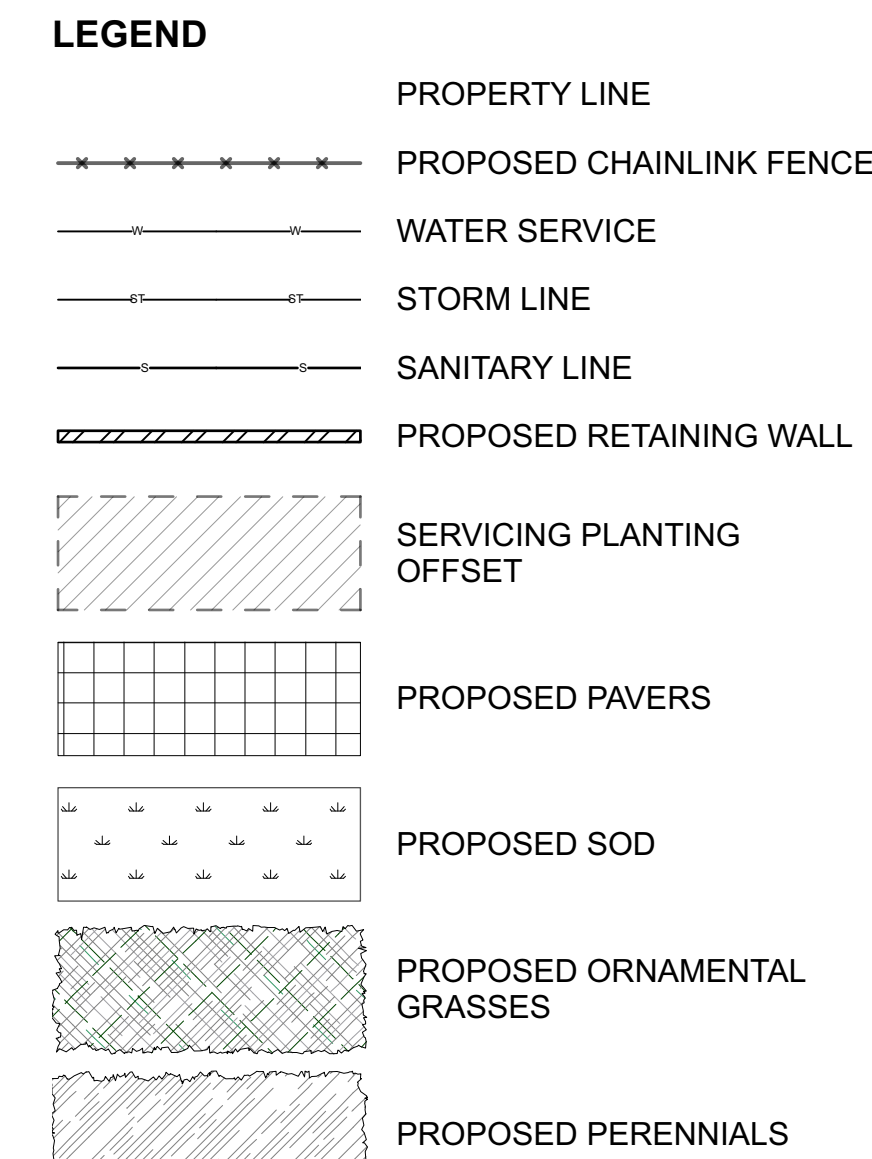 LEGEND
PROPERTY LINE
PROPOSED CHAINLINK FENCE
W W WATER SERVICE
ST ST STORM LINE
S S SANITARY LINE
PROPOSED RETAINING WALL
SERVICING PLANTING
OFFSET
PROPOSED PAVERS
PROPOSED SOD
PROPOSED ORNAMENTAL
GRASSES
PROPOSED PERENNIALS